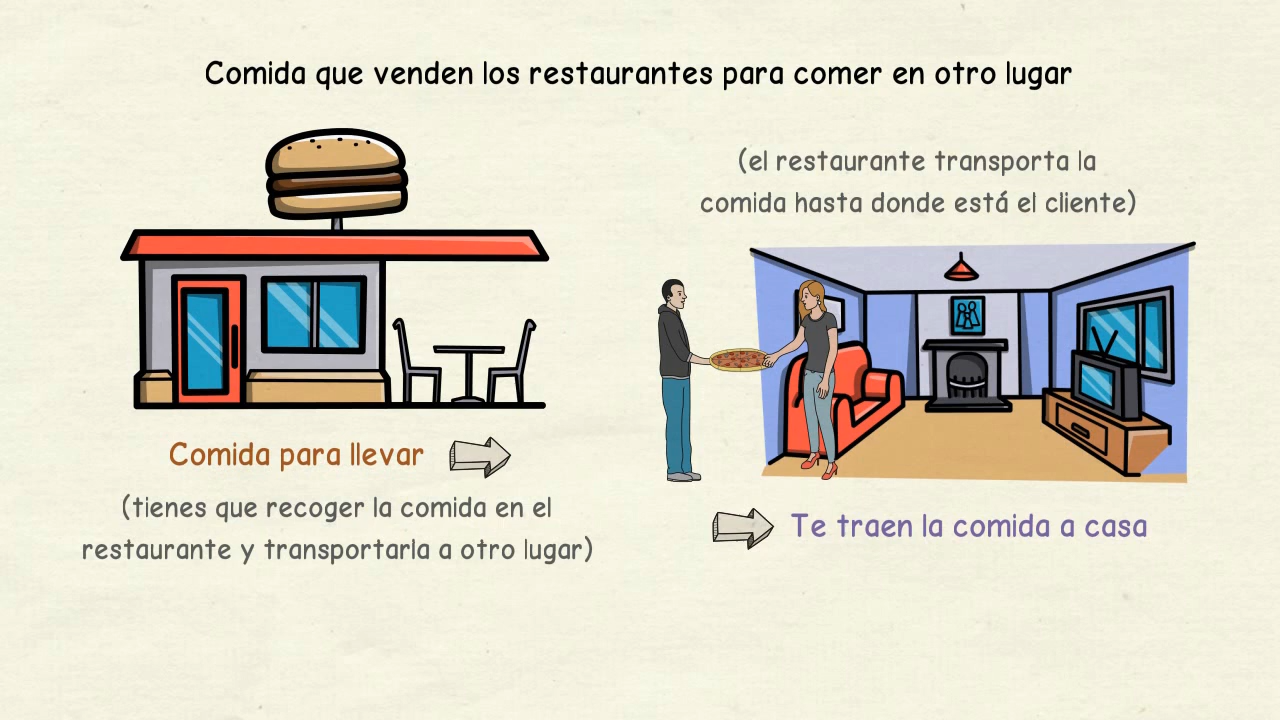 Comida que venden los restaurantes para comer en otro lugar
Comida para llevar
(tienes que recoger la comida en el
restaurante y transportarla a otro lugar)
(el restaurante transporta la
comida hasta donde está el cliente)
Te traen la comida a casa